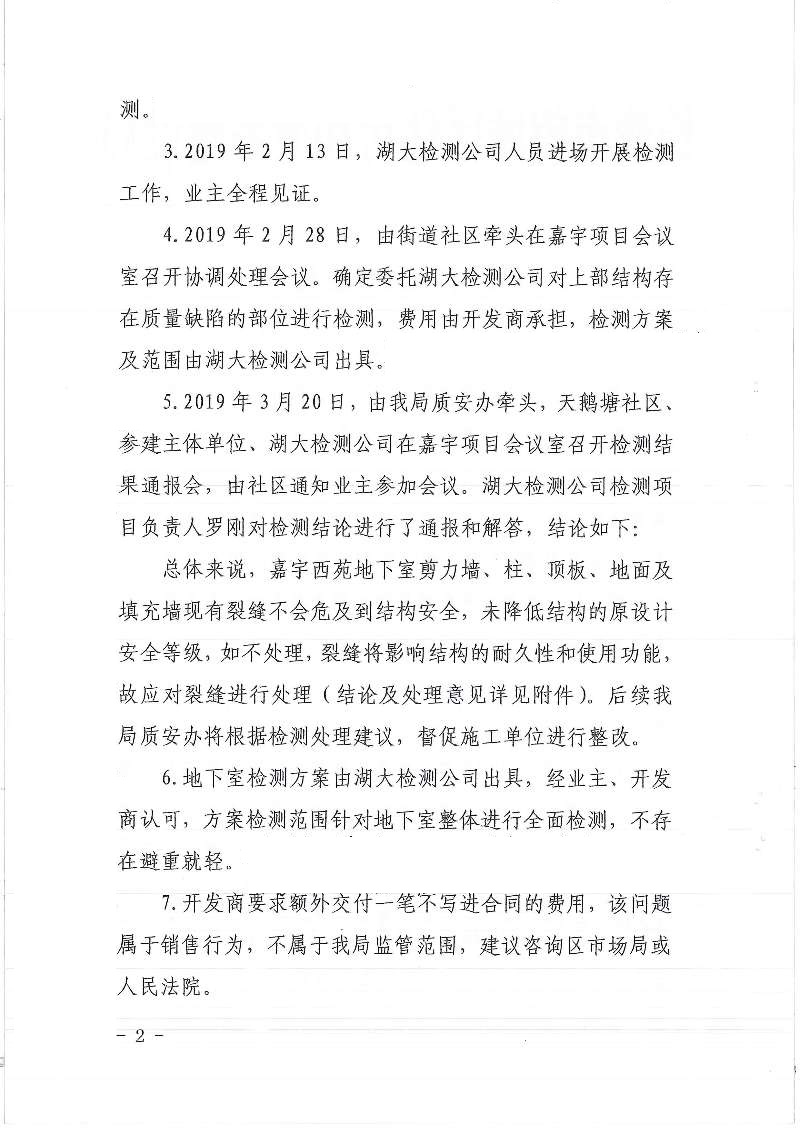 测。
3. 2019 年 2 月 13 日，湖大检测公司人员进场开展检测
工作，业主全程见证。
4. 2019 年 2 月 28 日，由街道社区牵头在嘉宇项目会议
室召开协调处理会议。确定委托湖大检测公司对上部结构存
在质量缺陷的部位进行检测，费用由开发商承担，检测方案
及范围由湖大检测公司出具。
5. 2019 年 3 月 20 日，由我局质安办牵头，天鹅塘社区、
参建主体单位、湖大检测公司在嘉宇项目会议室召开检测结
果通报会，由社区通知业主参加会议。湖大检测公司检测项
目负责人罗刚对检测结论进行了通报和解答，结论如下：
总体来说，嘉宇西苑地下室剪力墙、柱、顶板、地面及
填充墙现有裂缝不会危及到结构安全，未降低结构的原设计
安全等级，如不处理，裂缝将影响结构的耐久性和使用功能，
故应对裂缝进行处理（结论及处理意见详见附件）。后续我
局质安办将根据检测处理建议，督促施工单位进行整改。
6. 地下室检测方案由湖大检测公司出具，经业主、开发
商认可，方案检测范围针对地下室整体进行全面检测，不存
在避重就轻。
7. 开发商要求额外交付一笔不写进合同的费用，该问题
属于销售行为，不属于我局监管范围，建议咨询区市场局或
人民法院。
- 2 -